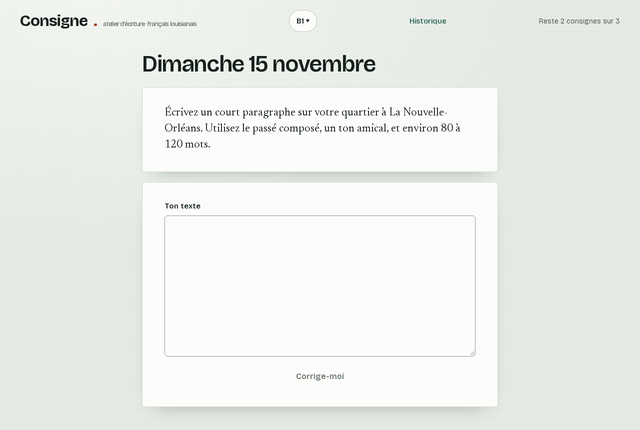 Consigne . atelier d'écriture · français louisianais
B1 ▾
Historique
Reste 2 consignes sur 3
Dimanche 15 novembre
Écrivez un court paragraphe sur votre quartier à La Nouvelle-
Orléans. Utilisez le passé composé, un ton amical, et environ 80 à
120 mots.
Ton texte
Corrige-moi